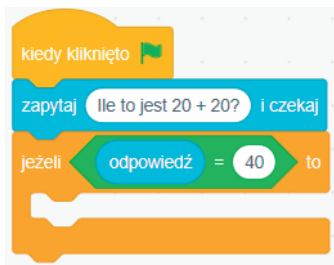 kiedy kliknięto
zapytaj Ile to jest 20 + 20? i czekaj
jeżeli odpowiedź = 40 to